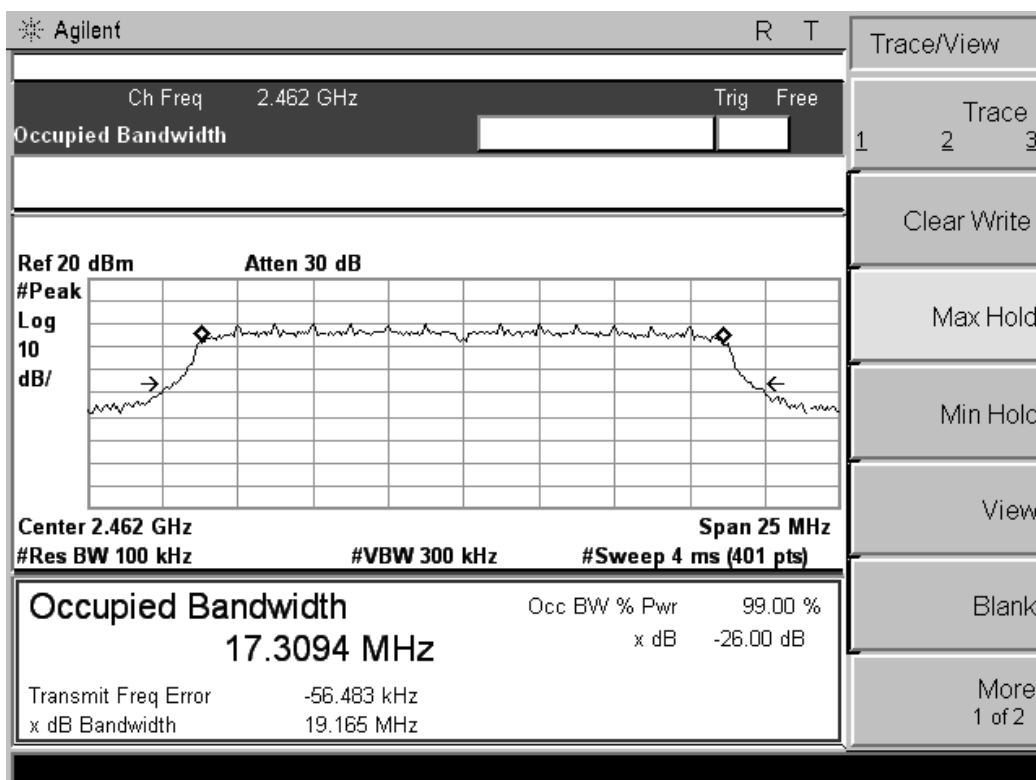 Agilent R T
Trace/View
Ch Freq 2.462 GHz Trig Free
Occupied Bandwidth
Trace
1 2 3
Clear Write
Max Hold
Min Hold
View
Blank
More
1 of 2
Ref 20 dBm Atten 30 dB
#Peak
Log
10
dB/
Center 2.462 GHz Span 25 MHz
#Res BW 100 kHz #VBW 300 kHz #Sweep 4 ms (401 pts)
Occupied Bandwidth
17.3094 MHz
Occ BW % Pwr 99.00 %
x dB -26.00 dB
Transmit Freq Error -56.483 kHz
x dB Bandwidth 19.165 MHz